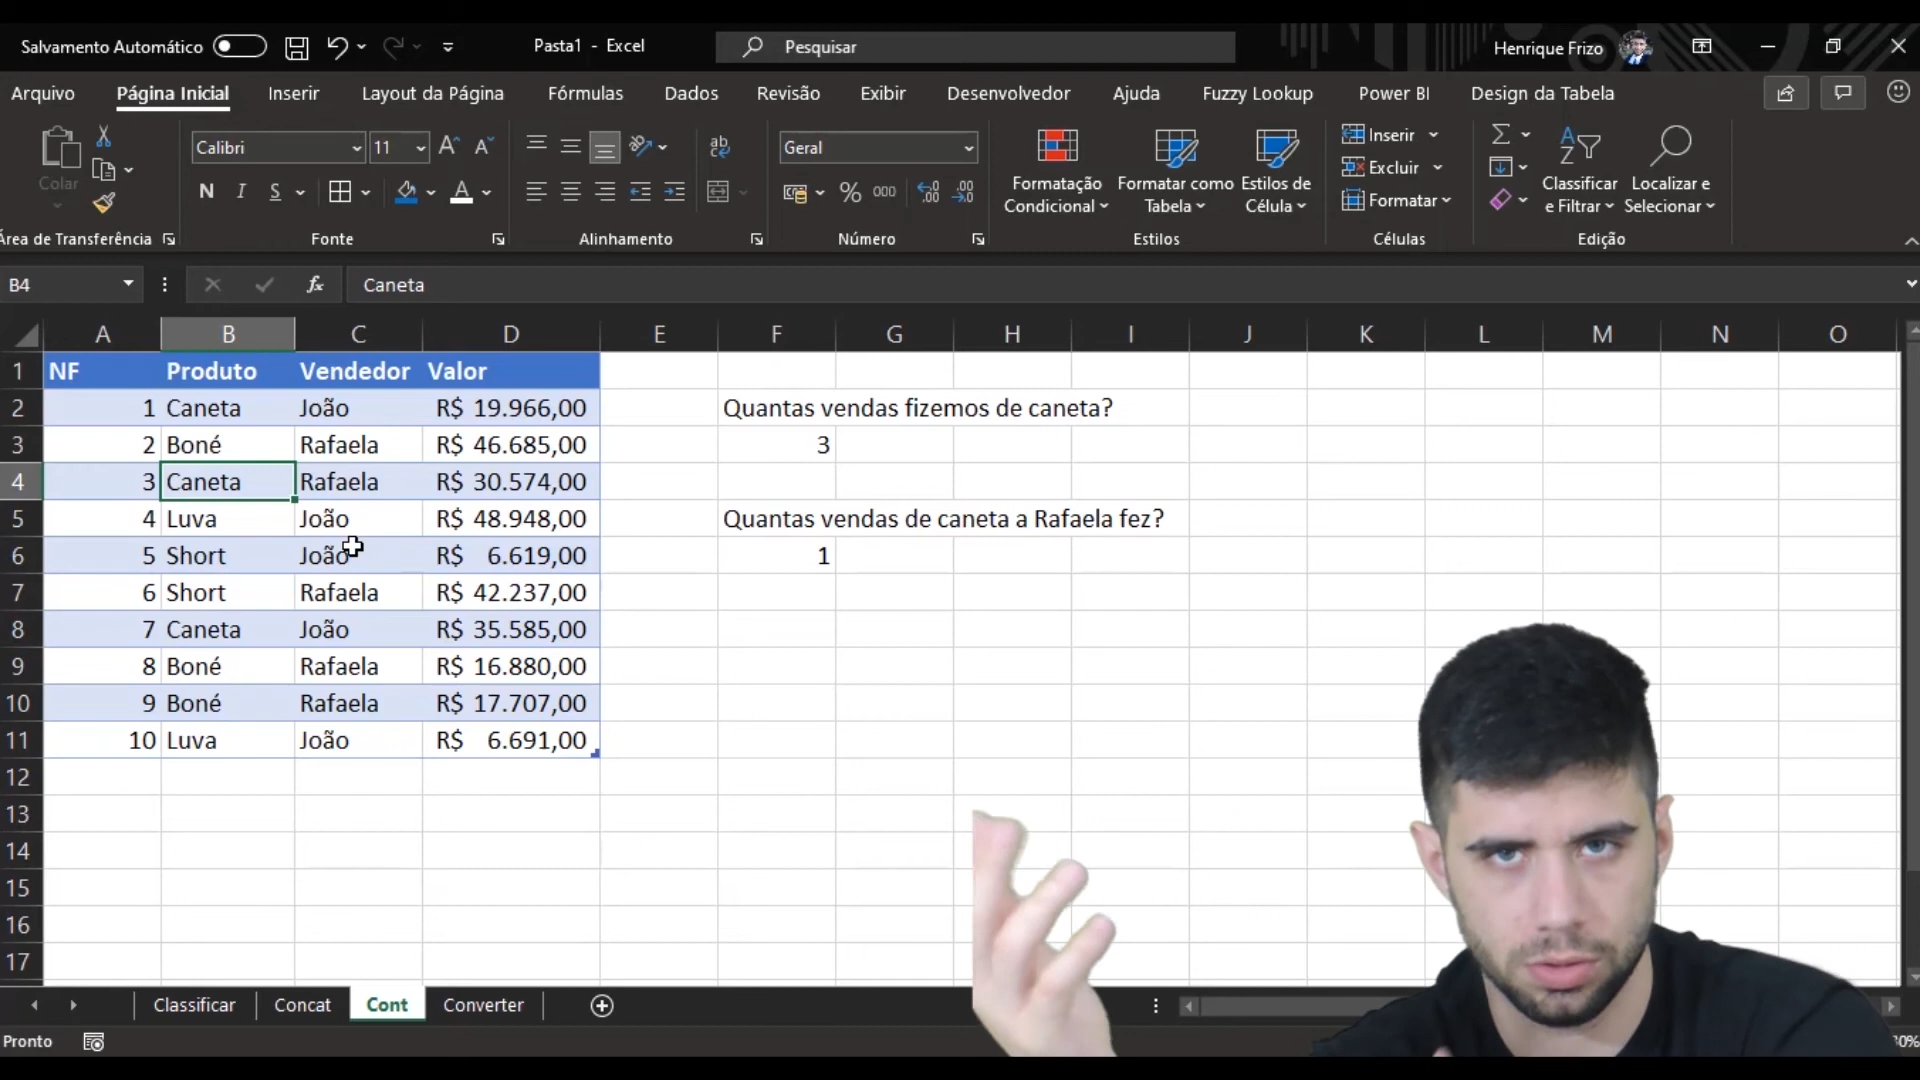 Salvamento Automático Pasta1 - Excel Pesquisar Henrique Frizo
Arquivo Página Inicial Inserir Layout da Página Fórmulas Dados Revisão Exibir Desenvolvedor Ajuda Fuzzy Lookup Power BI Design da Tabela
Colar Calibri 11 Geral
N I S % 000
Formatação Condicional Formatar como Tabela Estilos de Célula
Inserir
Excluir
Formatar
Classificar e Filtrar Localizar e Selecionar
Área de Transferência Fonte Alinhamento Número Estilos Células Edição
B4 fx Caneta
A B C D E F G H I J K L M N O
1 NF Produto Vendedor Valor
2 1 Caneta João R$ 19.966,00 Quantas vendas fizemos de caneta?
3 2 Boné Rafaela R$ 46.685,00 3
4 3 Caneta Rafaela R$ 30.574,00
5 4 Luva João R$ 48.948,00 Quantas vendas de caneta a Rafaela fez?
6 5 Short João R$ 6.619,00 1
7 6 Short Rafaela R$ 42.237,00
8 7 Caneta João R$ 35.585,00
9 8 Boné Rafaela R$ 16.880,00
10 9 Boné Rafaela R$ 17.707,00
11 10 Luva João R$ 6.691,00
12
13
14
15
16
17
Classificar Concat Cont Converter
Pronto